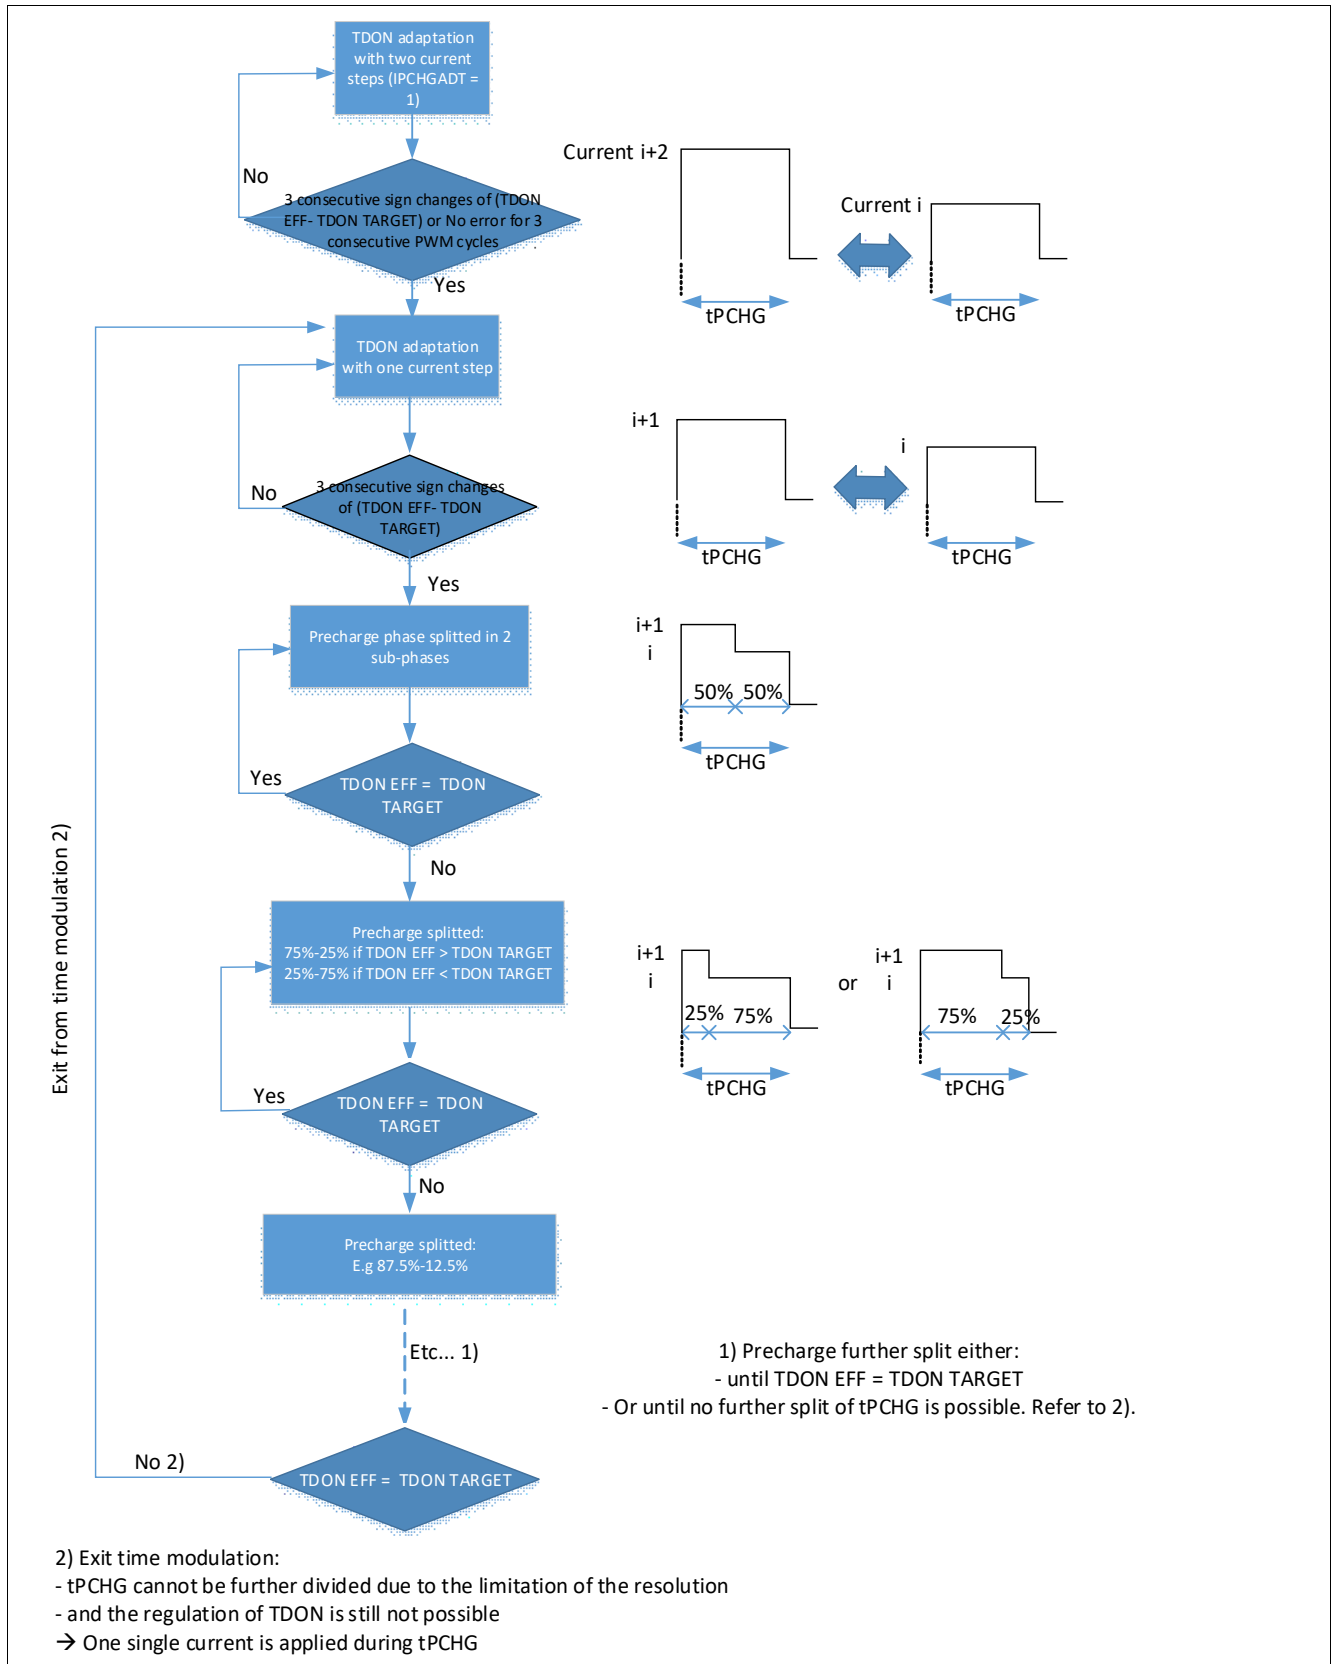 TDON adaptation
with two current
steps (IPCHGADT =
1)
No
3 consecutive sign changes of (TDON
EFF- TDON TARGET) or No error for 3
consecutive PWM cycles
Yes
Current i+2
tPCHG
Current i
tPCHG
TDON adaptation
with one current step
No
3 consecutive sign changes
of (TDON EFF- TDON
TARGET)
Yes
i+1
tPCHG
i
tPCHG
Precharge phase splitted in 2
sub-phases
i+1
i
50% 50%
tPCHG
Yes
TDON EFF = TDON
TARGET
No
Exit from time modulation 2)
Precharge splitted:
75%-25% if TDON EFF > TDON TARGET
25%-75% if TDON EFF < TDON TARGET
i+1
i
25% 75%
tPCHG
or
i+1
i
75% 25%
tPCHG
Yes
TDON EFF = TDON
TARGET
No
Precharge splitted:
E.g 87.5%-12.5%
Etc... 1)
1) Precharge further split either:
- until TDON EFF = TDON TARGET
- Or until no further split of tPCHG is possible. Refer to 2).
No 2)
TDON EFF = TDON TARGET
2) Exit time modulation:
- tPCHG cannot be further divided due to the limitation of the resolution
- and the regulation of TDON is still not possible
→ One single current is applied during tPCHG